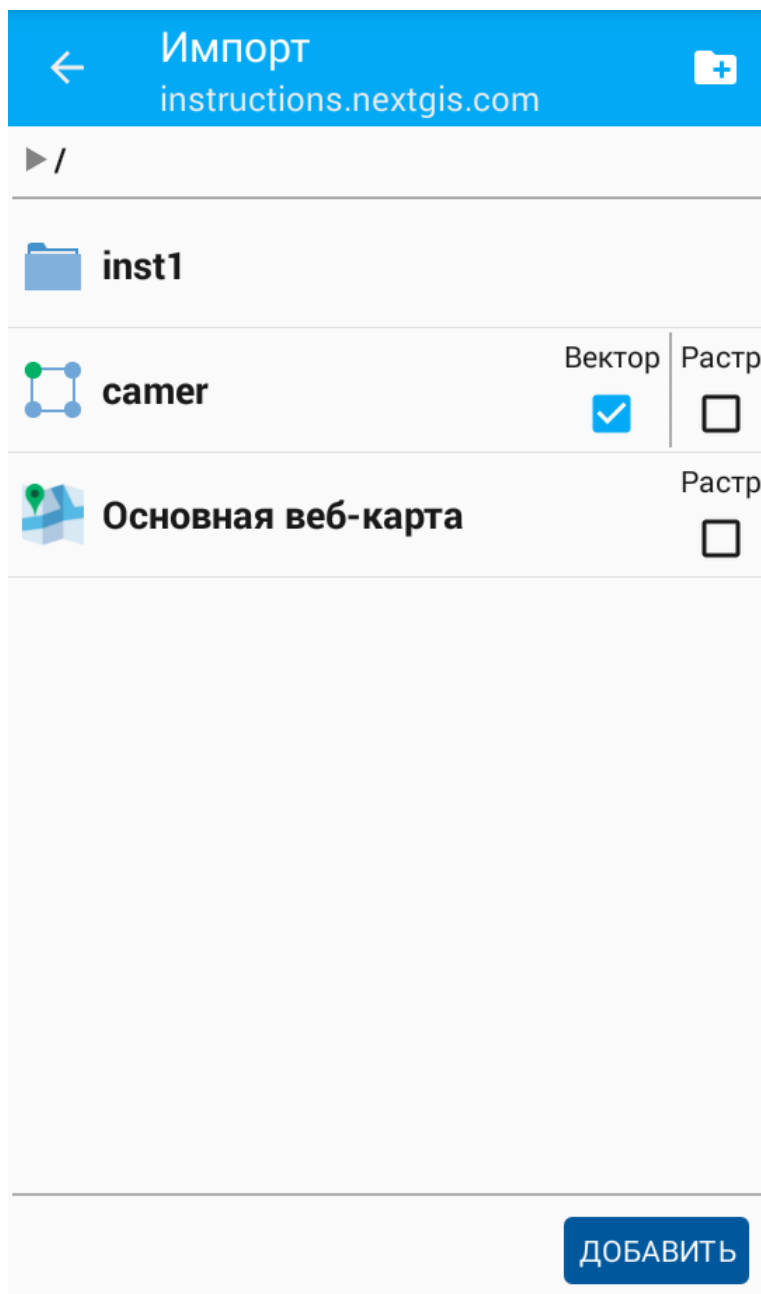 Импорт
instructions.nextgis.com
/
inst1
Вектор Растр
camer
Растр
Основная веб-карта
ДОБАВИТЬ